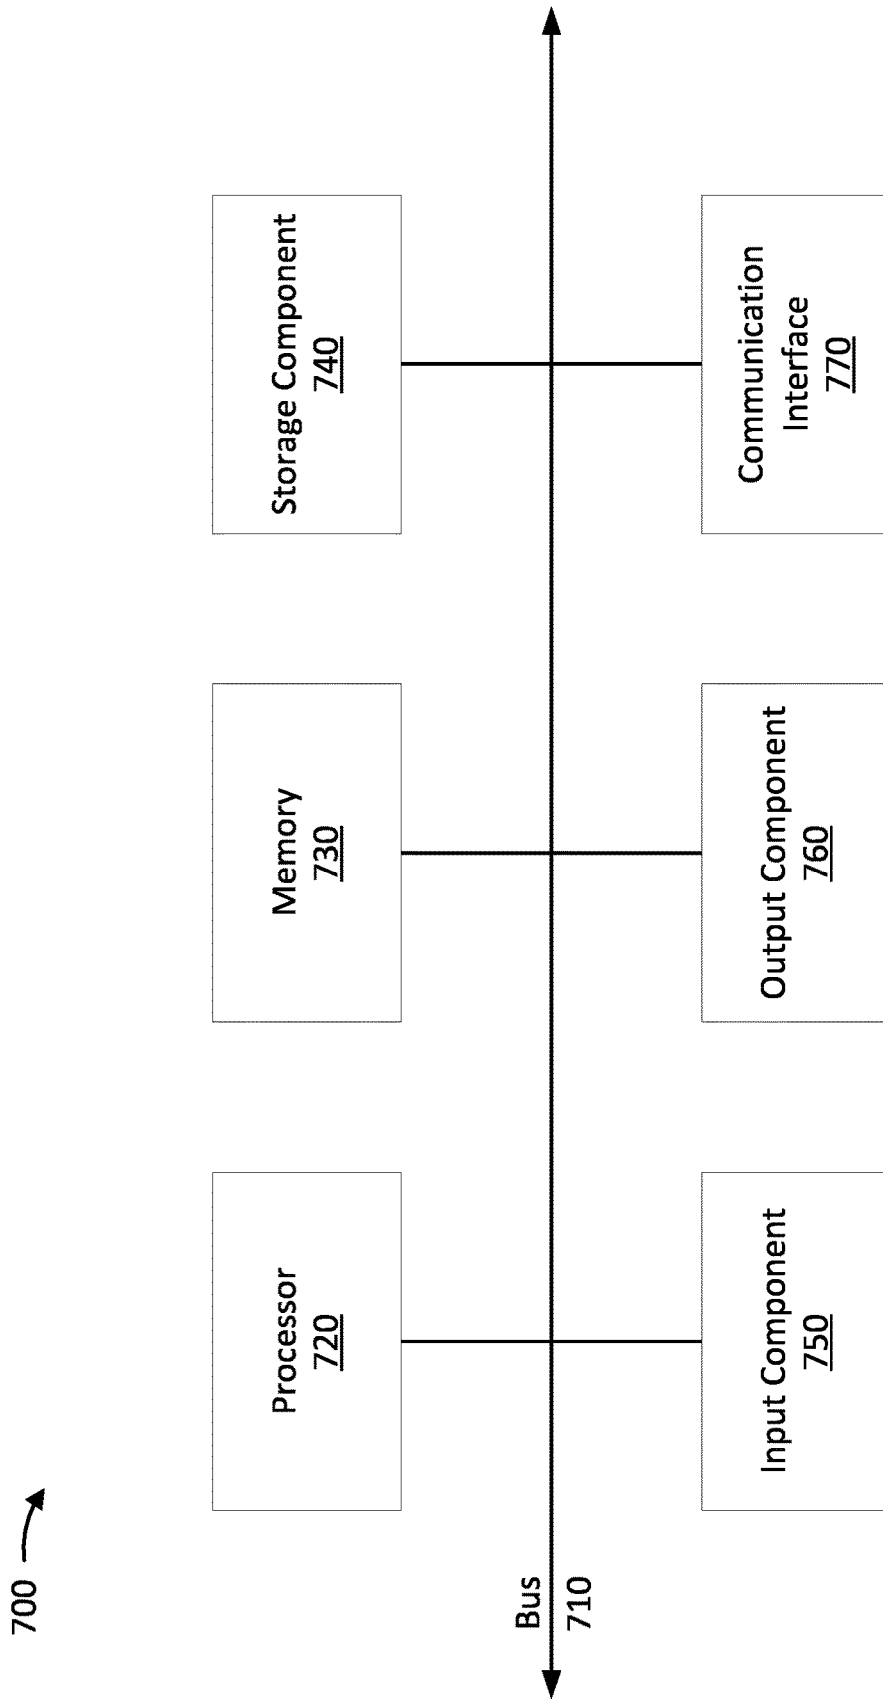 700
Processor
720
Memory
730
Storage Component
740
Bus
710
Input Component
750
Output Component
760
Communication
Interface
770